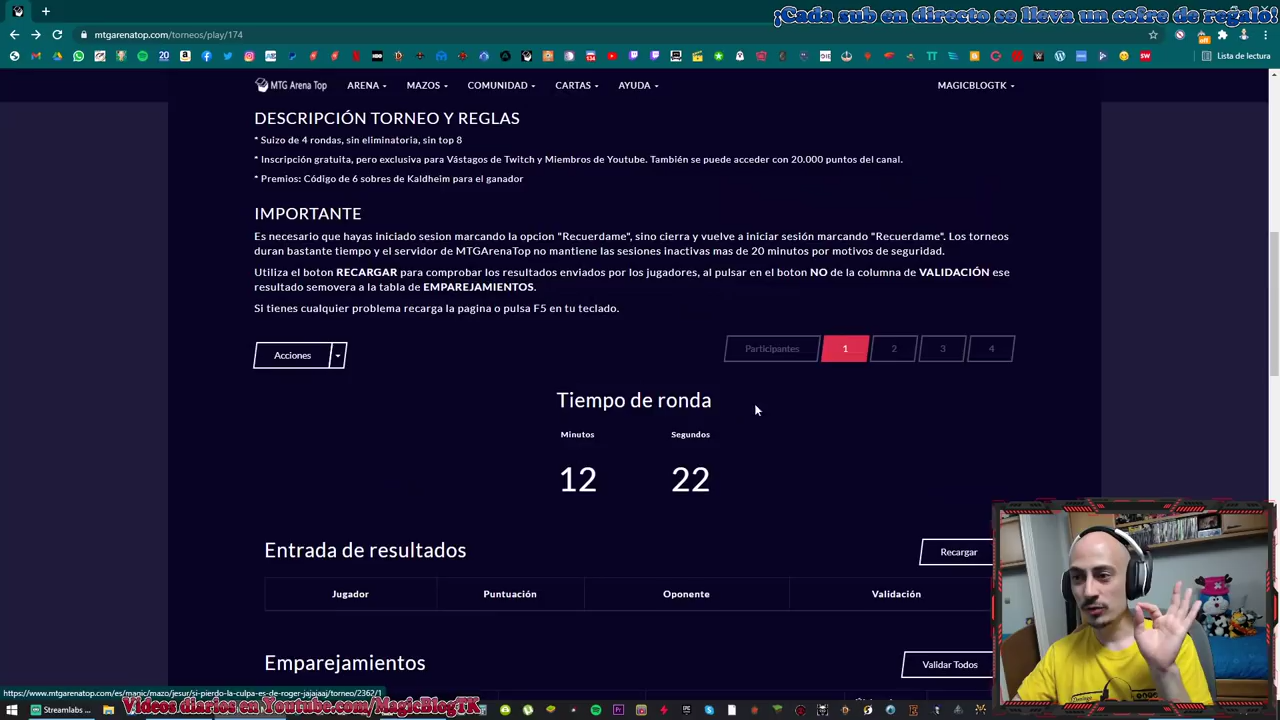 ¡Cada sub en directo se lleva un cofre de regalo!
mtgarenatop.com/torneos/play/174
Lista de lectura
MTG Arena Top
ARENA
MAZOS
COMUNIDAD
CARTAS
AYUDA
MAGICBLOGTK
DESCRIPCIÓN TORNEO Y REGLAS
* Suizo de 4 rondas, sin eliminatoria, sin top 8
* Inscripción gratuita, pero exclusiva para Vástagos de Twitch y Miembros de Youtube. También se puede acceder con 20.000 puntos del canal.
* Premios: Código de 6 sobres de Kaldheim para el ganador
IMPORTANTE
Es necesario que hayas iniciado sesion marcando la opcion "Recuerdame", sino cierra y vuelve a iniciar sesión marcando "Recuerdame". Los torneos
duran bastante tiempo y el servidor de MTGArenaTop no mantiene las sesiones inactivas mas de 20 minutos por motivos de seguridad.
Utiliza el boton RECARGAR para comprobar los resultados enviados por los jugadores, al pulsar en el boton NO de la columna de VALIDACIÓN ese
resultado semovera a la tabla de EMPAREJAMIENTOS.
Si tienes cualquier problema recarga la pagina o pulsa F5 en tu teclado.
Acciones
Participantes
1
2
3
4
Tiempo de ronda
Minutos
Segundos
12
22
Entrada de resultados
Recargar
Jugador
Puntuación
Oponente
Validación
Emparejamientos
Validar Todos
https://www.mtgarenatop.com/es/magic/mazo/jesur/si-pierdo-la-culpa-es-de-roger-jajajaaj/torneo/2362/1
Streamlabs